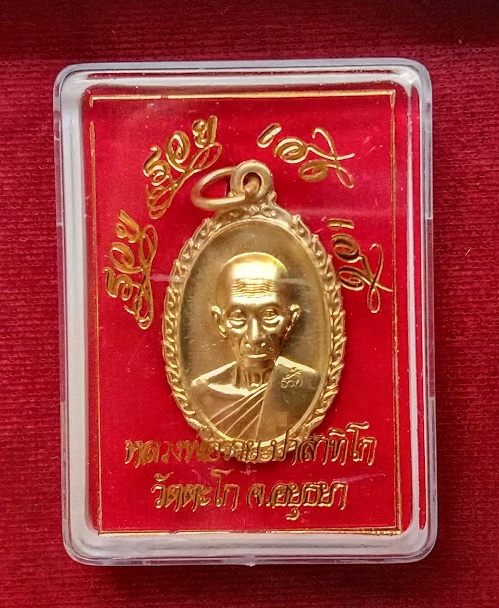 รวย รวย เฮง เฮง
หลวงพ่อรวย ปาสาทิโก
วัดตะโก จ.อยุธยา